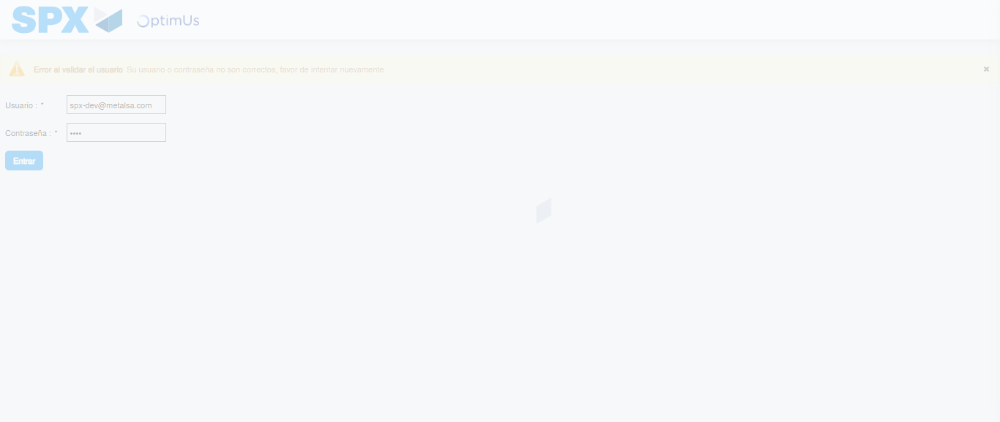 SPX OptimUs
Error al validar el usuario Su usuario o contraseña no son correctos, favor de intentar nuevamente
Usuario : * spx-dev@metalsa.com
Contraseña : * ••••
Entrar